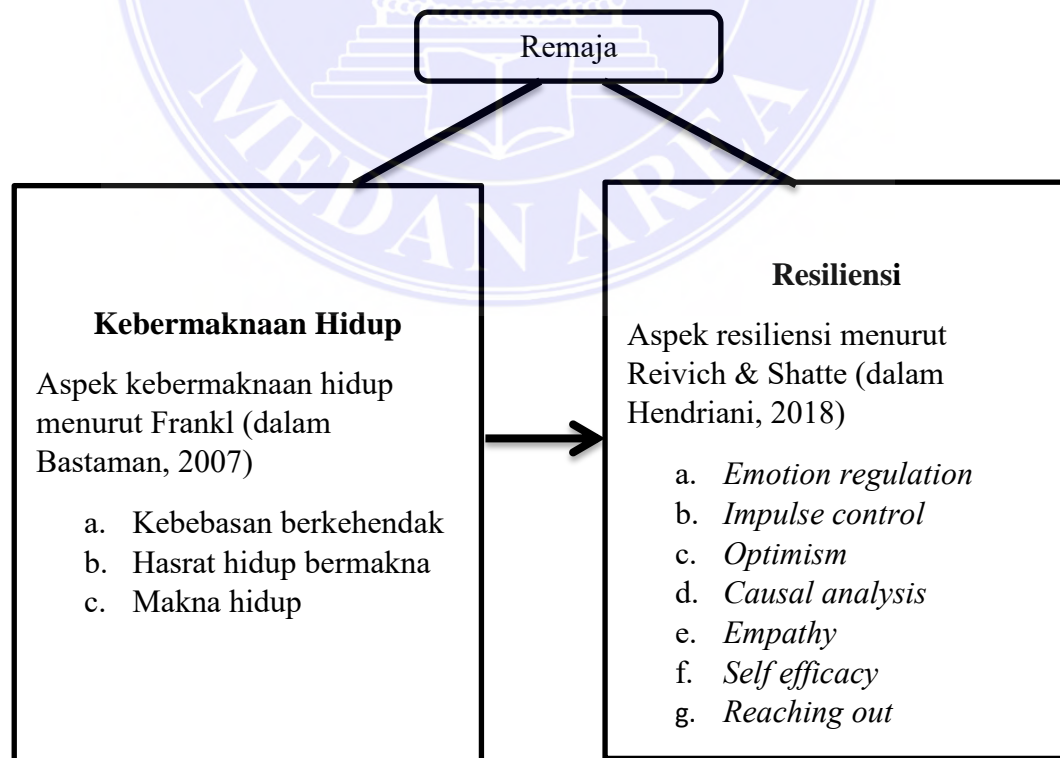 Remaja
MEDAN AREA
Kebermaknaan Hidup
Aspek kebermaknaan hidup
menurut Frankl (dalam
Bastaman, 2007)
a. Kebebasan berkehendak
b. Hasrat hidup bermakna
c. Makna hidup
Resiliensi
Aspek resiliensi menurut
Reivich & Shatte (dalam
Hendriani, 2018)
a. Emotion regulation
b. Impulse control
c. Optimism
d. Causal analysis
e. Empathy
f. Self efficacy
g. Reaching out